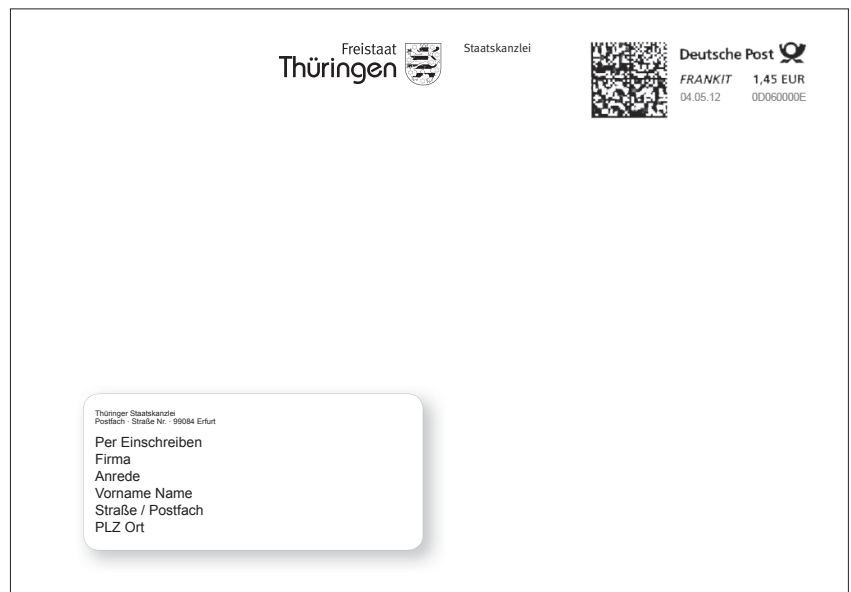 Freistaat
Thüringen
Staatskanzlei
Deutsche Post
FRANKIT 1,45 EUR
04.05.12 0D060000E
Thüringer Staatskanzlei
Postfach · Straße Nr. · 99084 Erfurt
Per Einschreiben
Firma
Anrede
Vorname Name
Straße / Postfach
PLZ Ort